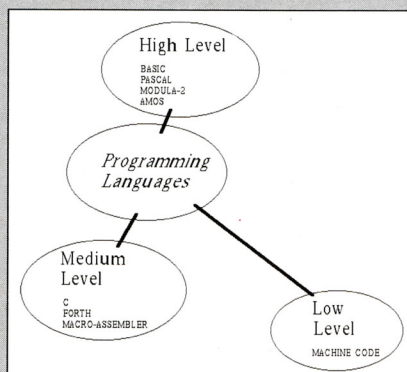 High Level
BASIC
PASCAL
MODULA-2
AMOS
Programming
Languages
Medium
Level
C
FORTH
MACRO-ASSEMBLER
Low
Level
MACHINE CODE